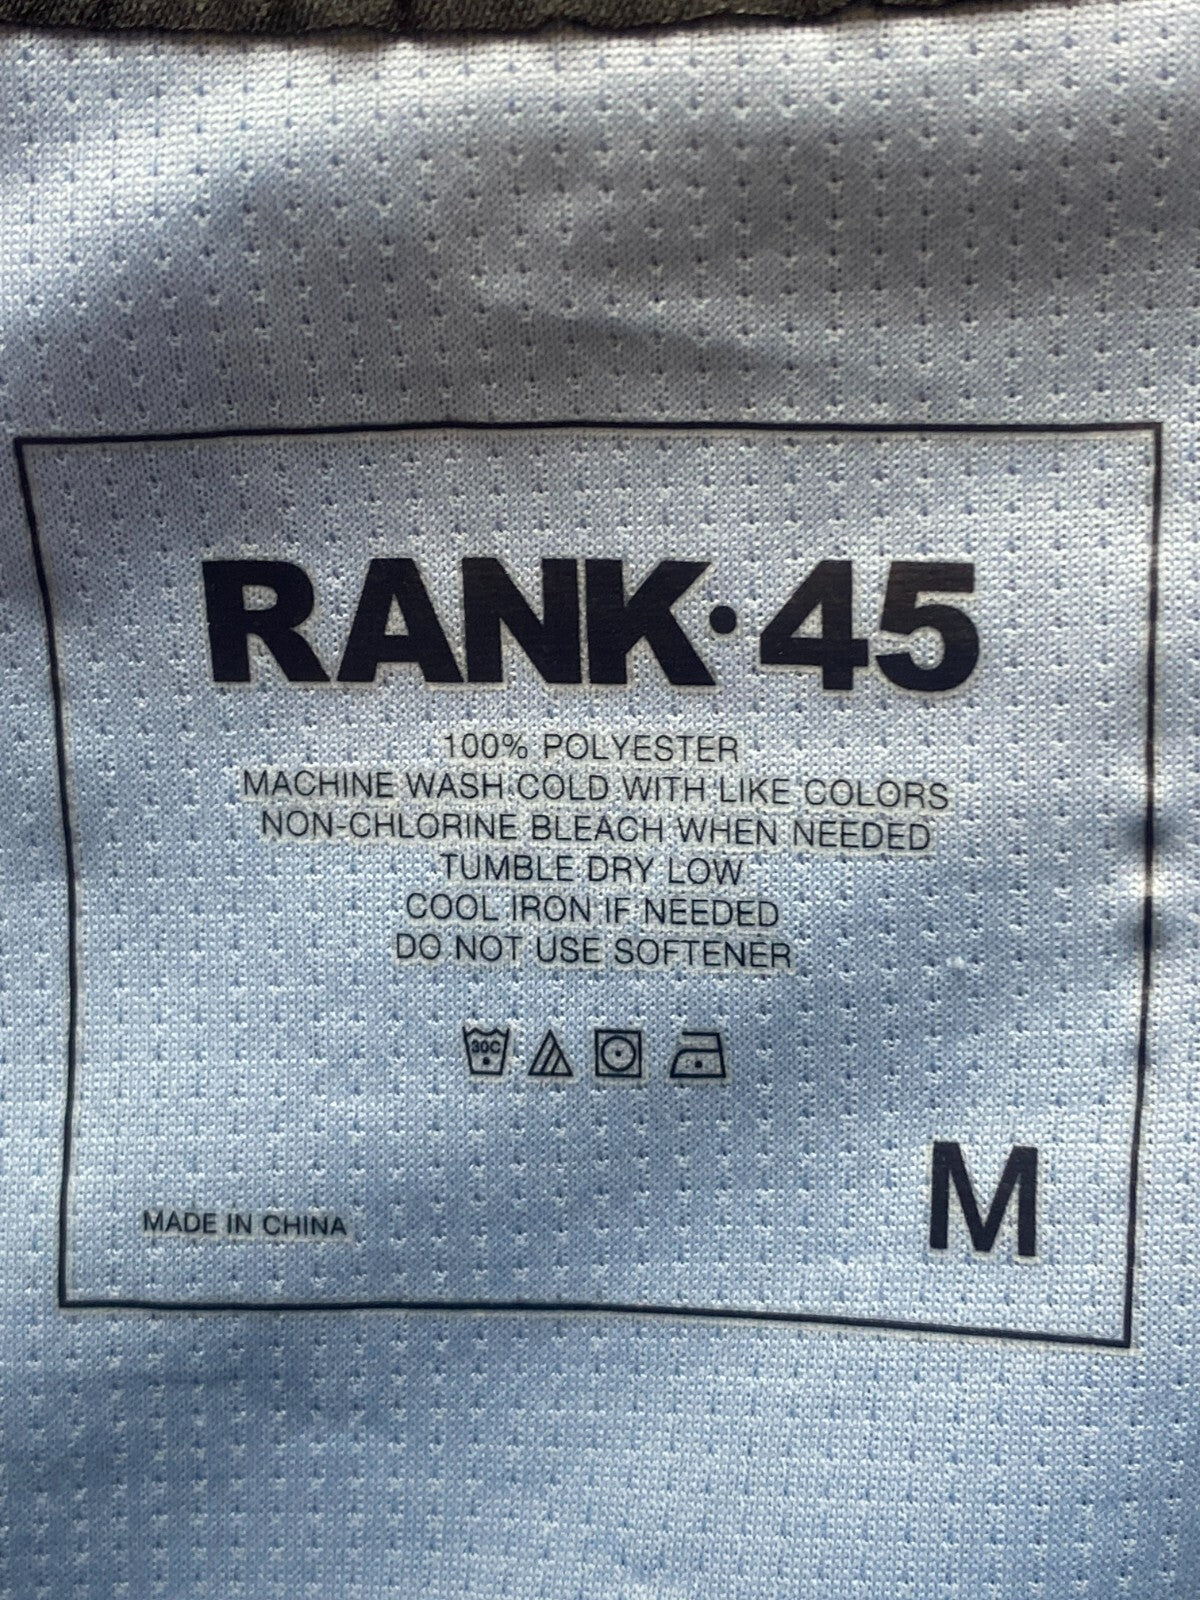 RANK·45
100% POLYESTER
MACHINE WASH COLD WITH LIKE COLORS
NON-CHLORINE BLEACH WHEN NEEDED
TUMBLE DRY LOW
COOL IRON IF NEEDED
DO NOT USE SOFTENER
30C
MADE IN CHINA
M